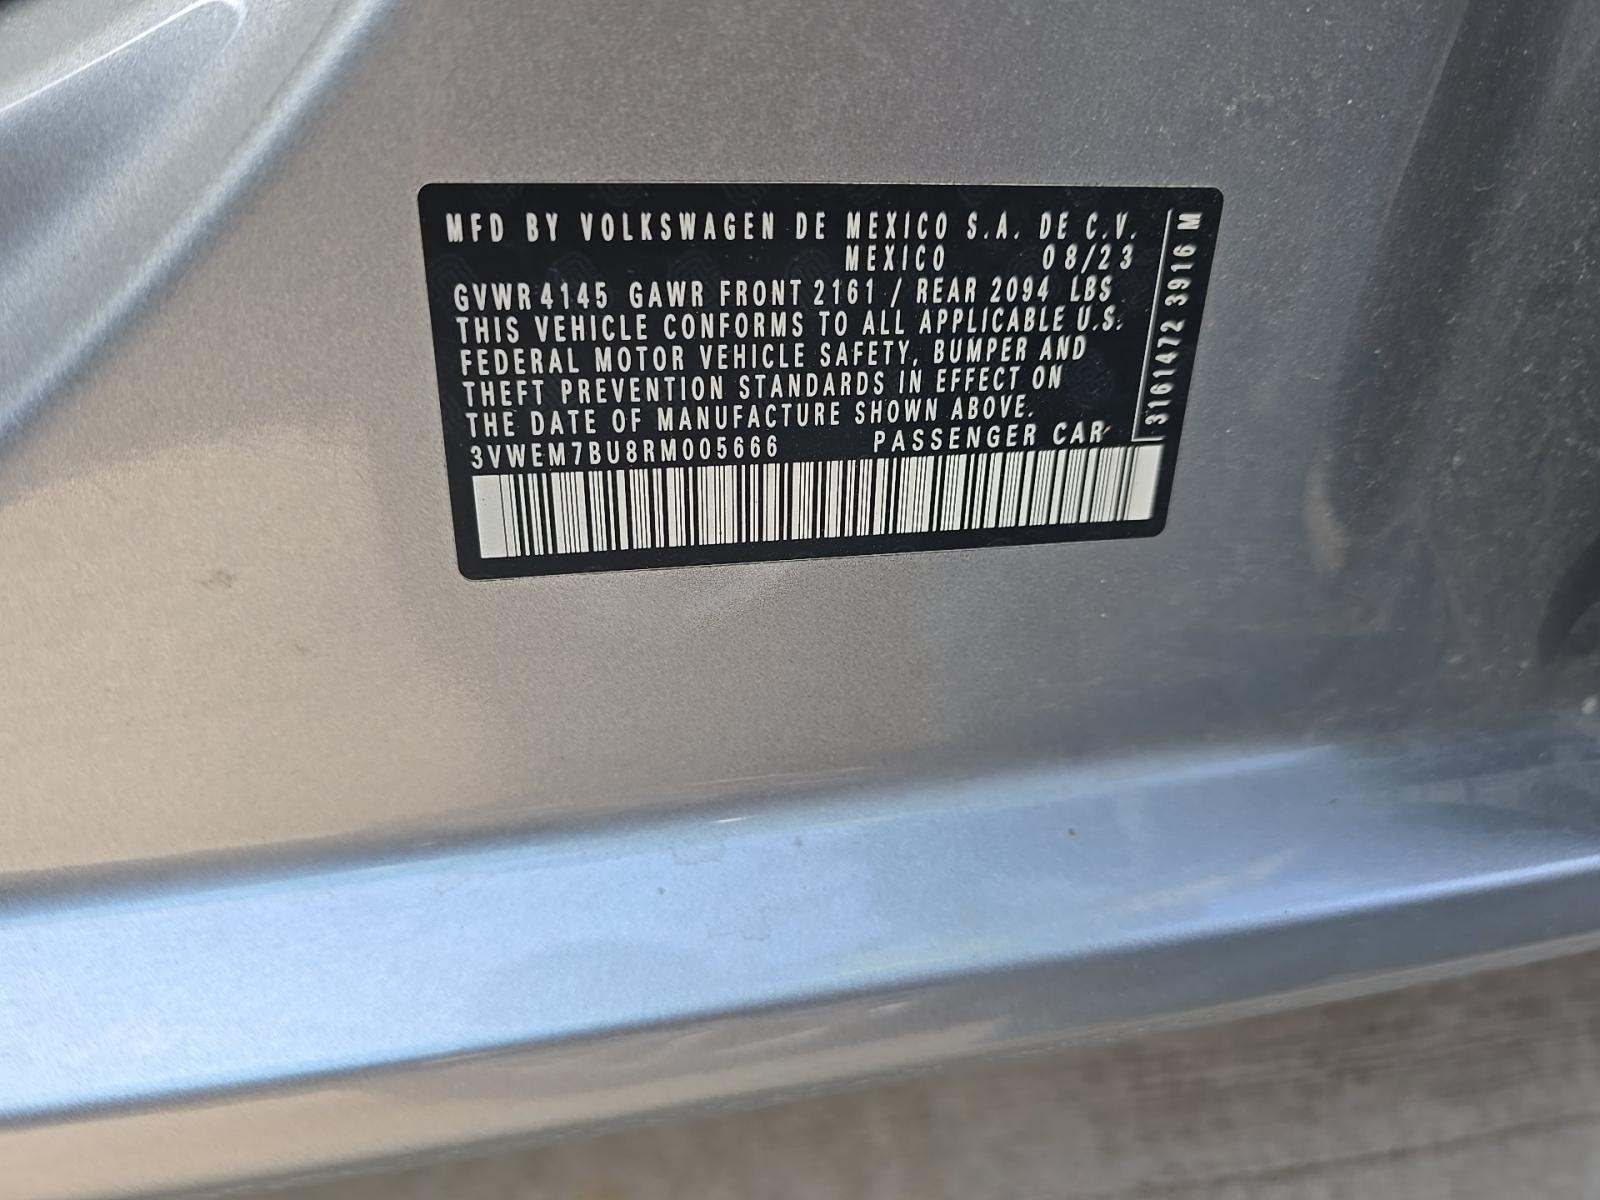 MFD BY VOLKSWAGEN DE MEXICO S.A. DE C.V.
MEXICO 08/23
GVWR 4145 GAWR FRONT 2161 / REAR 2094 LBS
THIS VEHICLE CONFORMS TO ALL APPLICABLE U.S.
FEDERAL MOTOR VEHICLE SAFETY, BUMPER AND
THEFT PREVENTION STANDARDS IN EFFECT ON
THE DATE OF MANUFACTURE SHOWN ABOVE.
3VWEM7BU8RM005666 PASSENGER CAR
3161472 3916 M